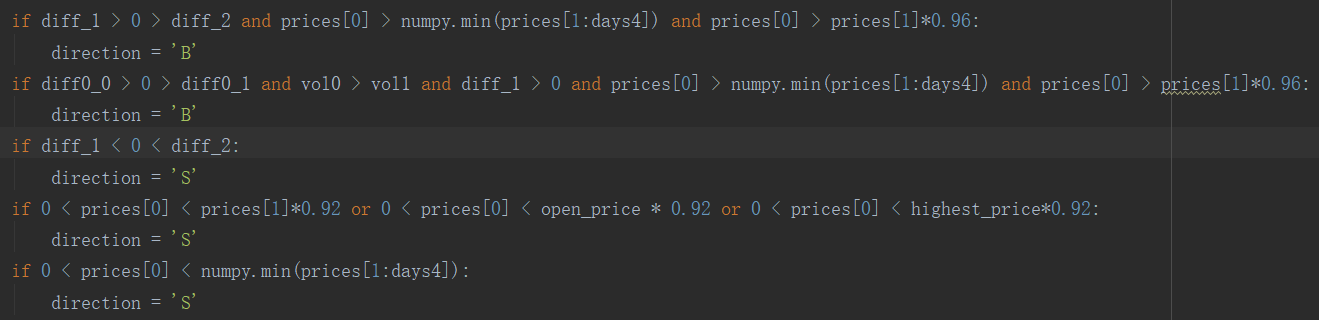 if diff_1 > 0 > diff_2 and prices[0] > numpy.min(prices[1:days4]) and prices[0] > prices[1]*0.96:
    direction = 'B'
if diff0_0 > 0 > diff0_1 and vol0 > vol1 and diff_1 > 0 and prices[0] > numpy.min(prices[1:days4]) and prices[0] > prices[1]*0.96:
    direction = 'B'
if diff_1 < 0 < diff_2:
    direction = 'S'
if 0 < prices[0] < prices[1]*0.92 or 0 < prices[0] < open_price * 0.92 or 0 < prices[0] < highest_price*0.92:
    direction = 'S'
if 0 < prices[0] < numpy.min(prices[1:days4]):
    direction = 'S'